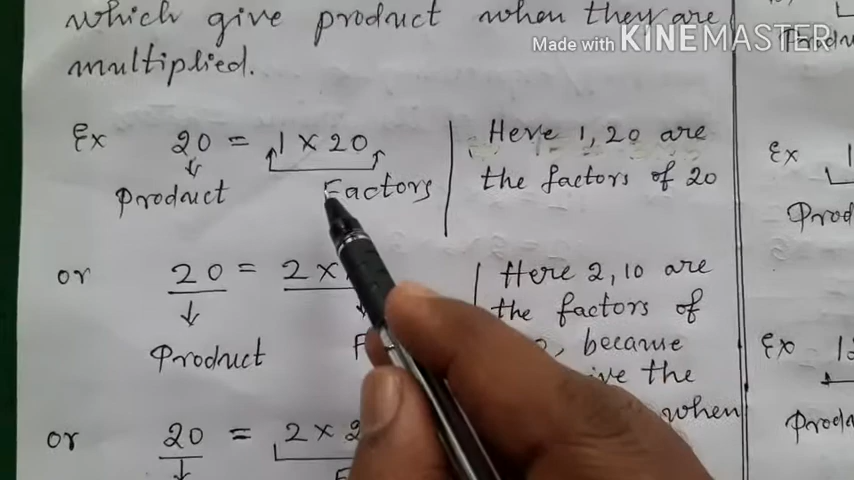 which give product when they are
multiplied.
Made with KINEMASTER
Ex 20 = 1 × 20
Product
Factors
Here 1, 20 are
the factors of 20
or 20 = 2 ×
Product
Here 2, 10 are
the factors of
because
the
when
or 20 = 2 × 2
Ex
Ex